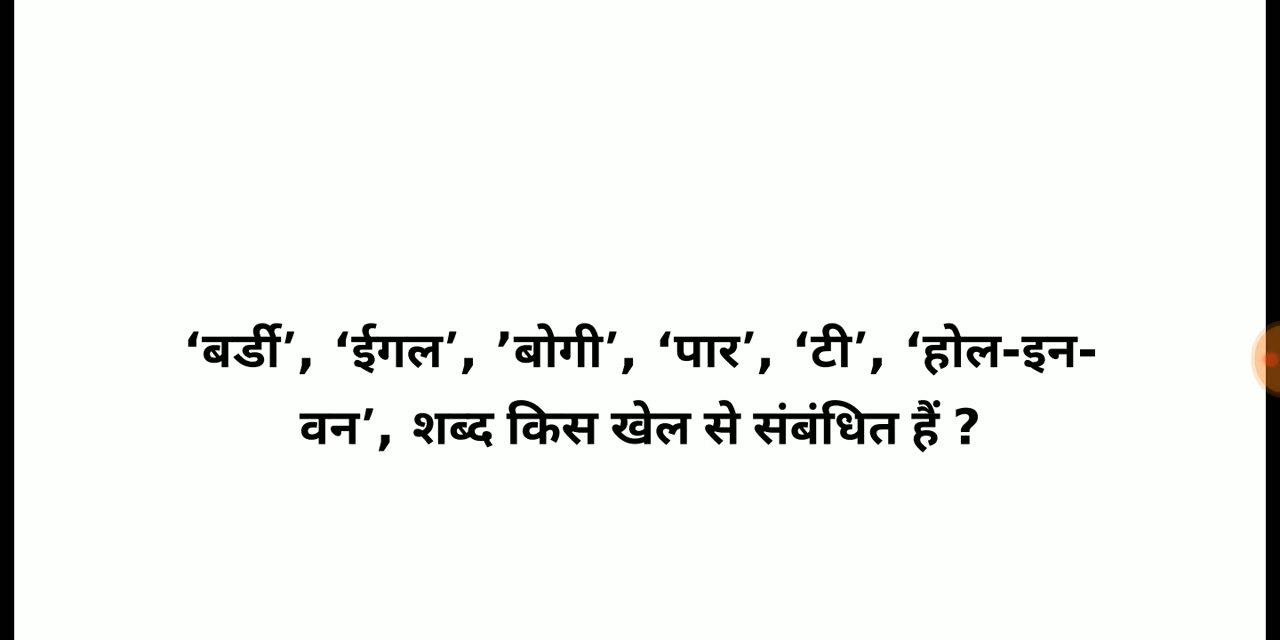 ‘बर्डी’, ‘ईगल’, ’बोगी’, ‘पार’, ‘टी’, ‘होल-इन-
वन’, शब्द किस खेल से संबंधित हैं ?